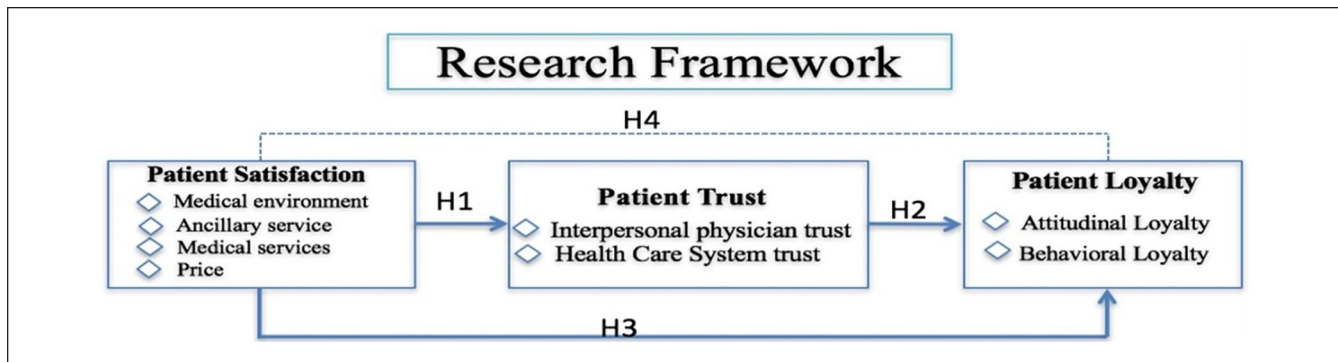 Research Framework
H4
Patient Satisfaction
Medical environment
Ancillary service
Medical services
Price
H1
Patient Trust
Interpersonal physician trust
Health Care System trust
H2
Patient Loyalty
Attitudinal Loyalty
Behavioral Loyalty
H3